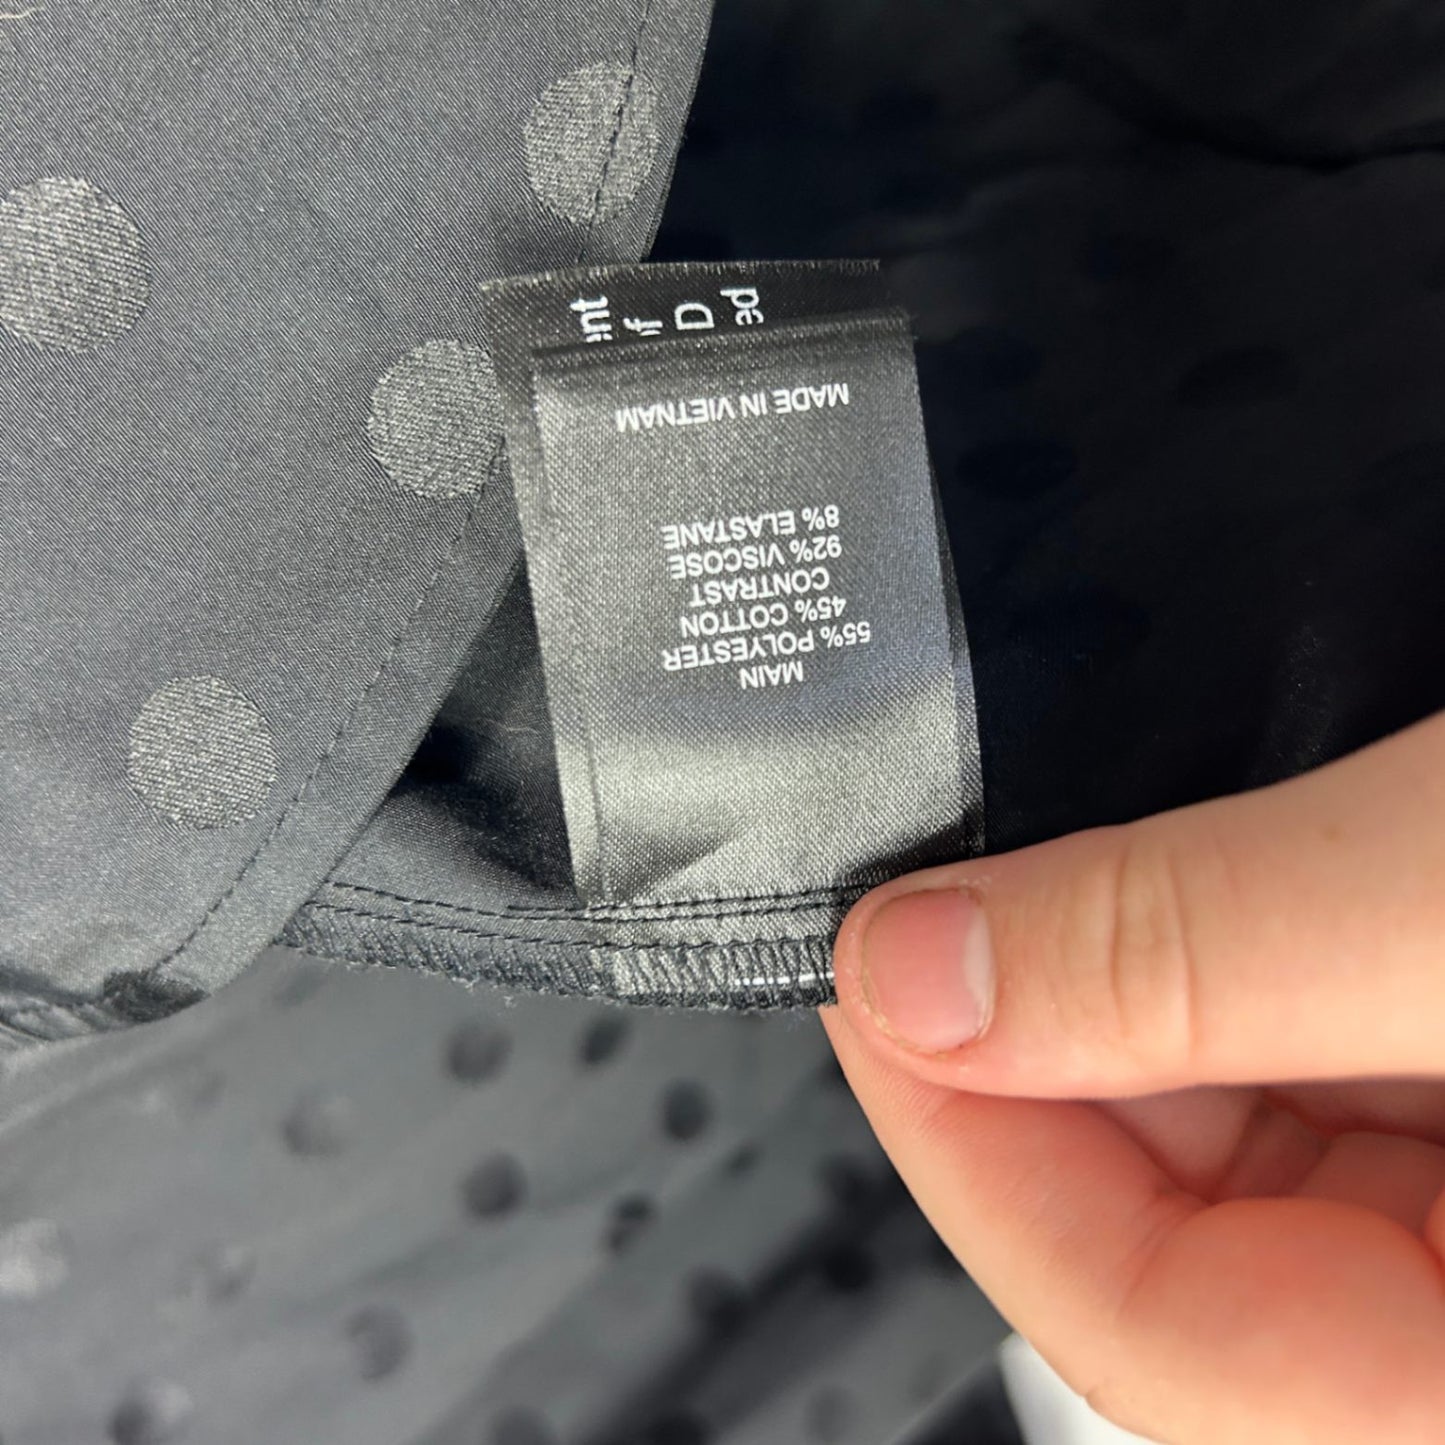 MAIN
55% POLYESTER
45% COTTON
CONTRAST
92% VISCOSE
8% ELASTANE
MADE IN VIETNAM
D